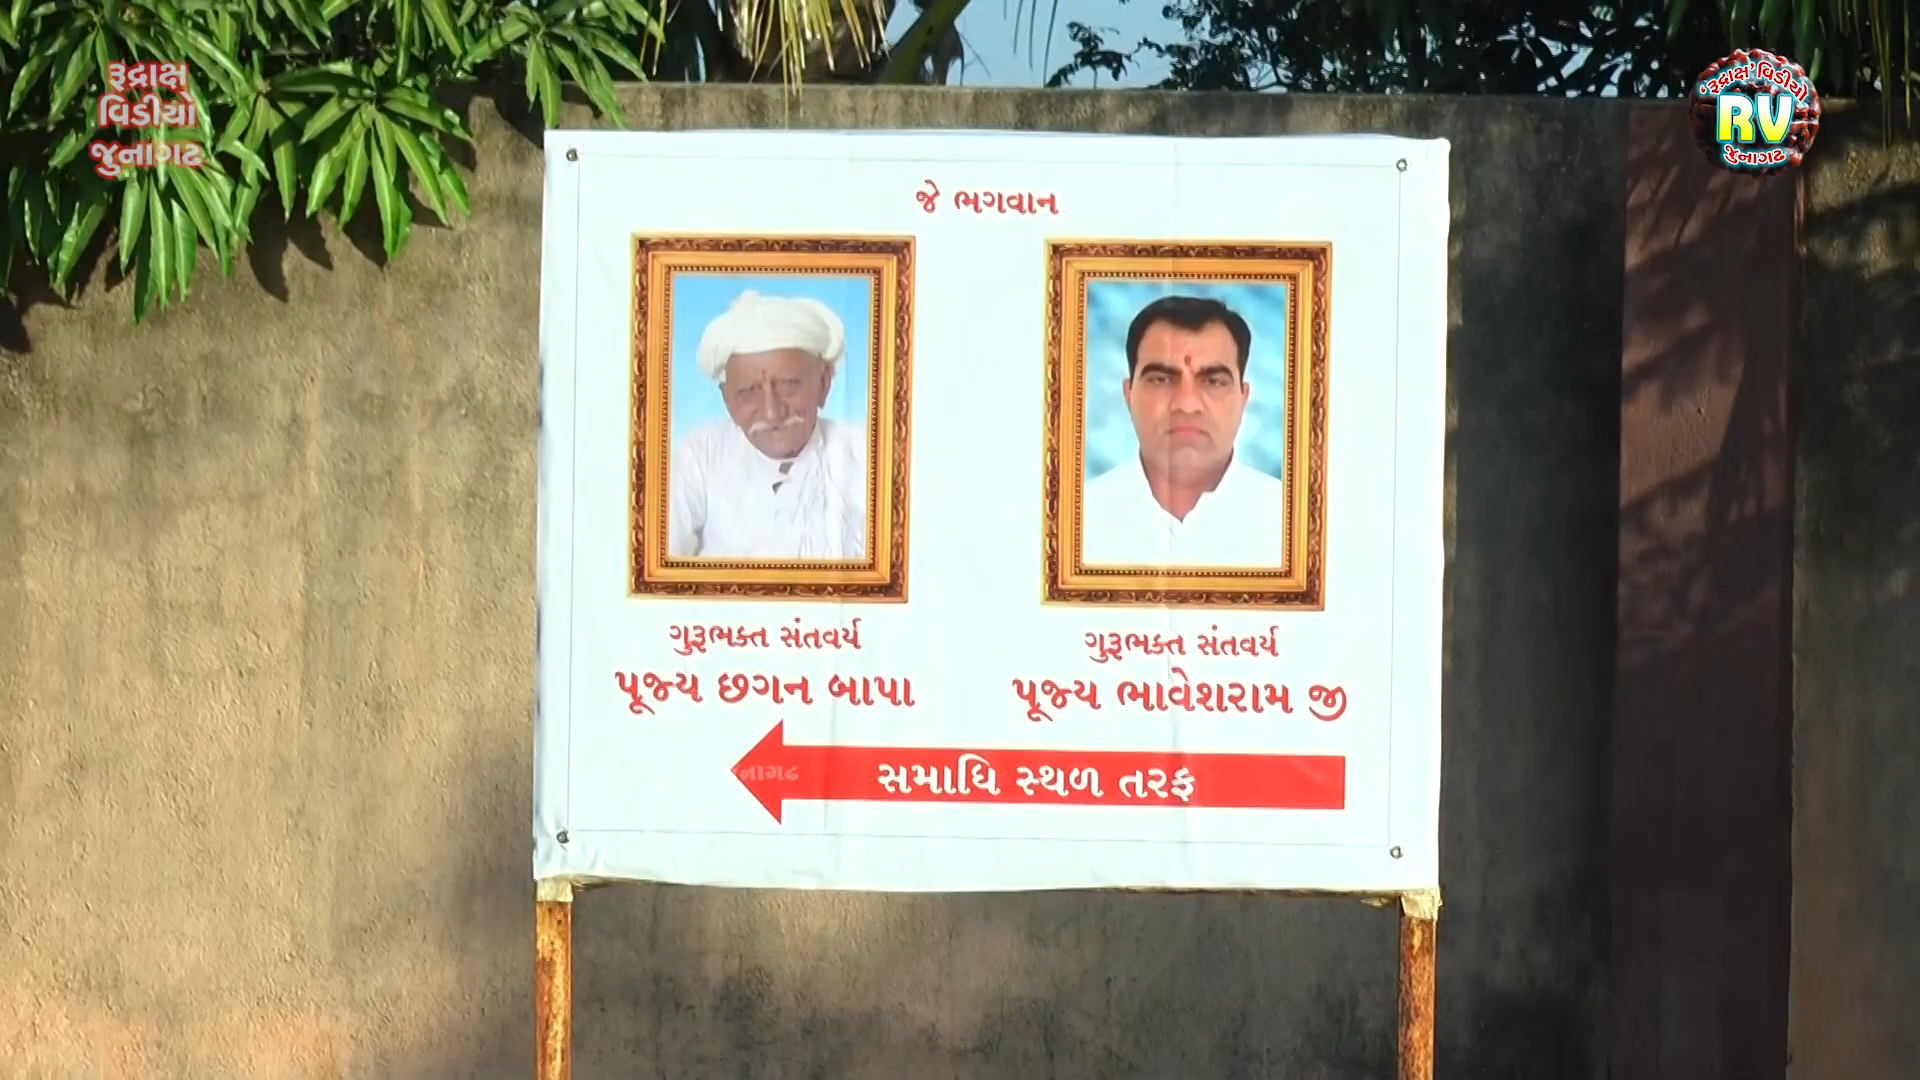 રૂદ્રાક્ષ
વિડીયો
જુનાગઢ
'રૂદ્રાક્ષ' વિડીયો
RV
જુનાગઢ
જે ભગવાન
ગુરૂભક્ત સંતવર્ય
પૂજ્ય છગન બાપા
ગુરૂભક્ત સંતવર્ય
પૂજ્ય ભાવેશરામ જી
સમાધિ સ્થળ તરફ